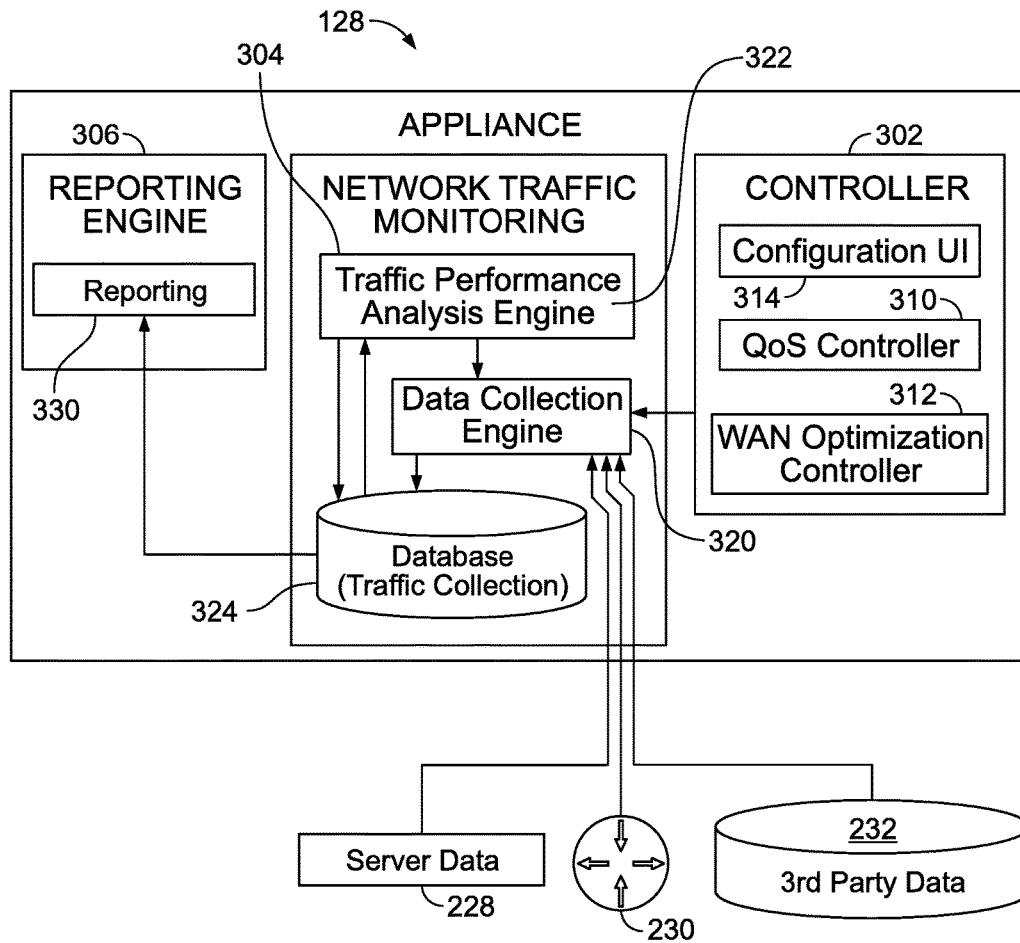 128
304
322
APPLIANCE
306
302
REPORTING
ENGINE
Reporting
330
NETWORK TRAFFIC
MONITORING
Traffic Performance
Analysis Engine
Data Collection
Engine
320
Database
(Traffic Collection)
324
CONTROLLER
Configuration UI
314
310
QoS Controller
312
WAN Optimization
Controller
Server Data
228
230
232
3rd Party Data